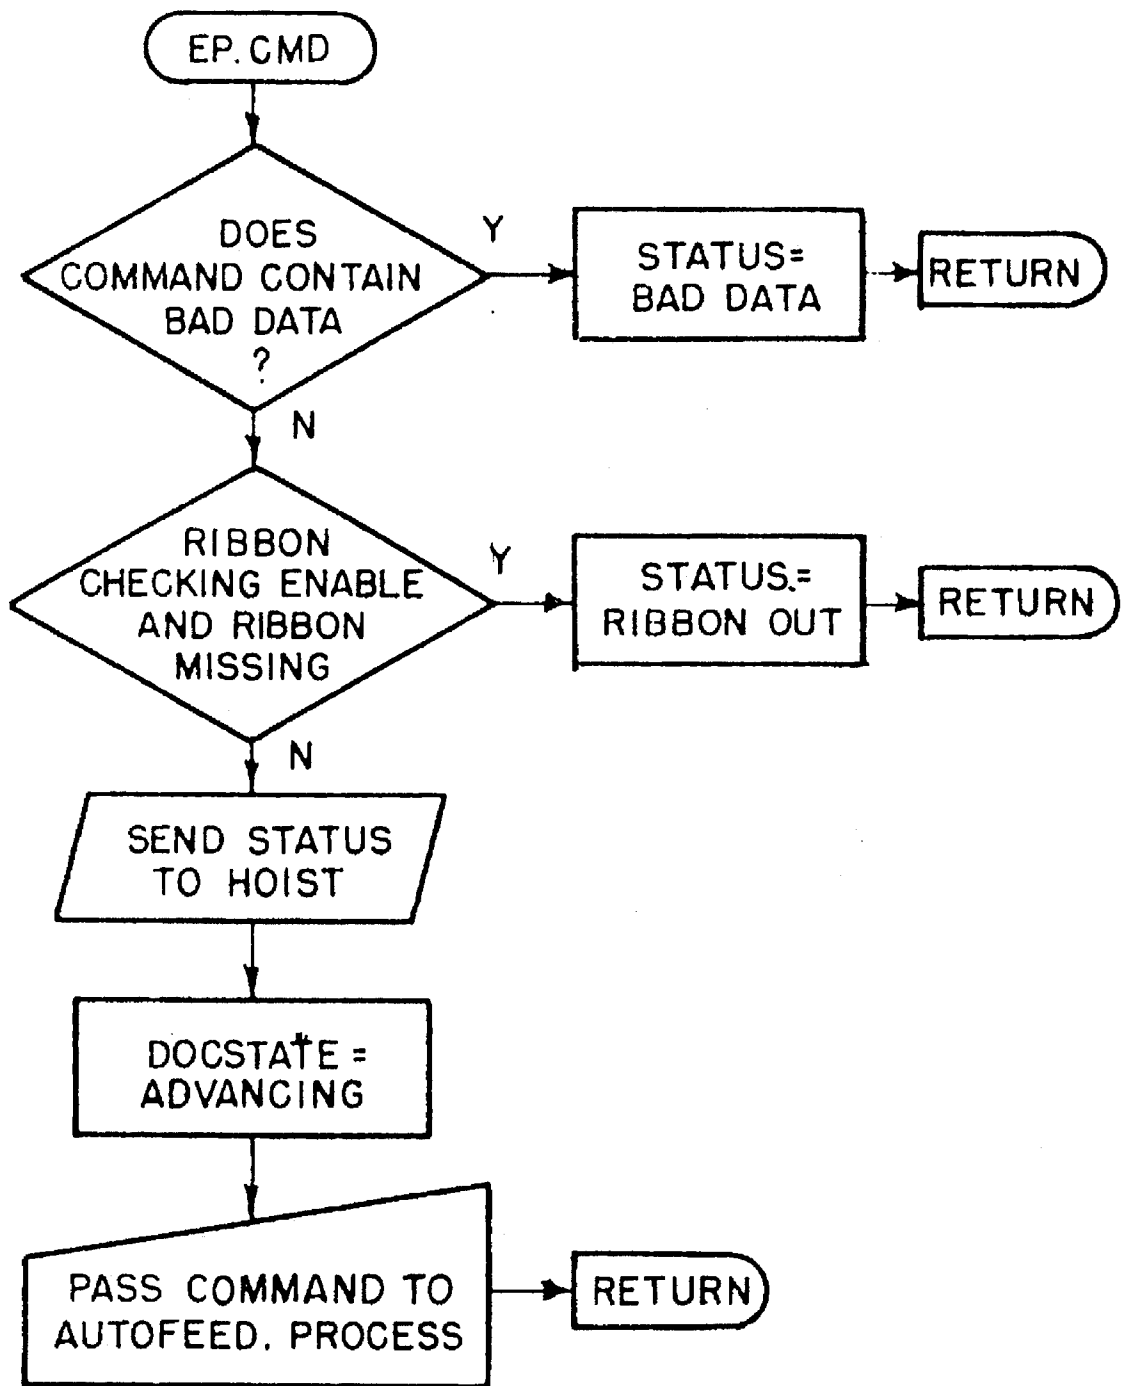 EP.CMD
DOES
COMMAND CONTAIN
BAD DATA
?
Y
STATUS=
BAD DATA
RETURN
N
RIBBON
CHECKING ENABLE
AND RIBBON
MISSING
Y
STATUS.=
RIBBON OUT
RETURN
N
SEND STATUS
TO HOIST
DOCSTATE =
ADVANCING
PASS COMMAND TO
AUTOFEED. PROCESS
RETURN